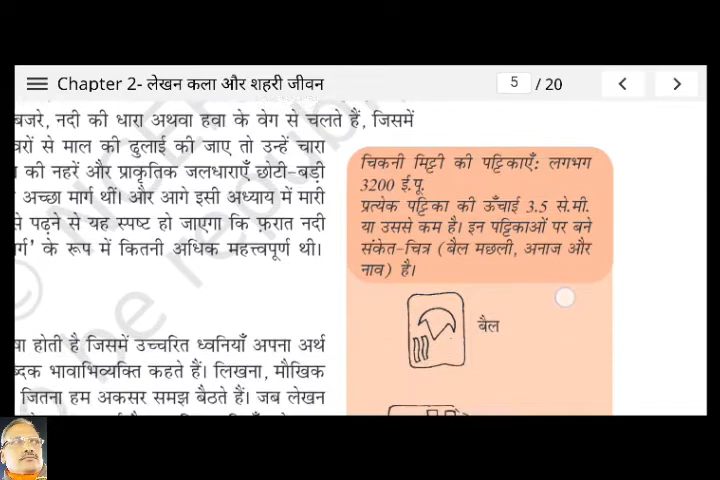 Chapter 2- लेखन कला और शहरी जीवन
5 / 20
बजरे, नदी की धारा अथवा हवा के वेग से चलते हैं, जिसमें
वरों से माल की ढुलाई की जाए तो उन्हें चारा
की नहरें और प्राकृतिक जलधाराएँ छोटी-बड़ी
अच्छा मार्ग थीं। और आगे इसी अध्याय में मारी
से पढ़ने से यह स्पष्ट हो जाएगा कि फ़रात नदी
र्ग' के रूप में कितनी अधिक महत्त्वपूर्ण थी।
षा होती है जिसमें उच्चरित ध्वनियाँ अपना अर्थ
ब्दक भावाभिव्यक्ति कहते हैं। लिखना, मौखिक
जितना हम अकसर समझ बैठते हैं। जब लेखन
चिकनी मिट्टी की पट्टिकाएँ: लगभग
3200 ई.पू.
प्रत्येक पट्टिका की ऊँचाई 3.5 से.मी.
या उससे कम है। इन पट्टिकाओं पर बने
संकेत-चित्र (बैल मछली, अनाज और
नाव) है।
बैल